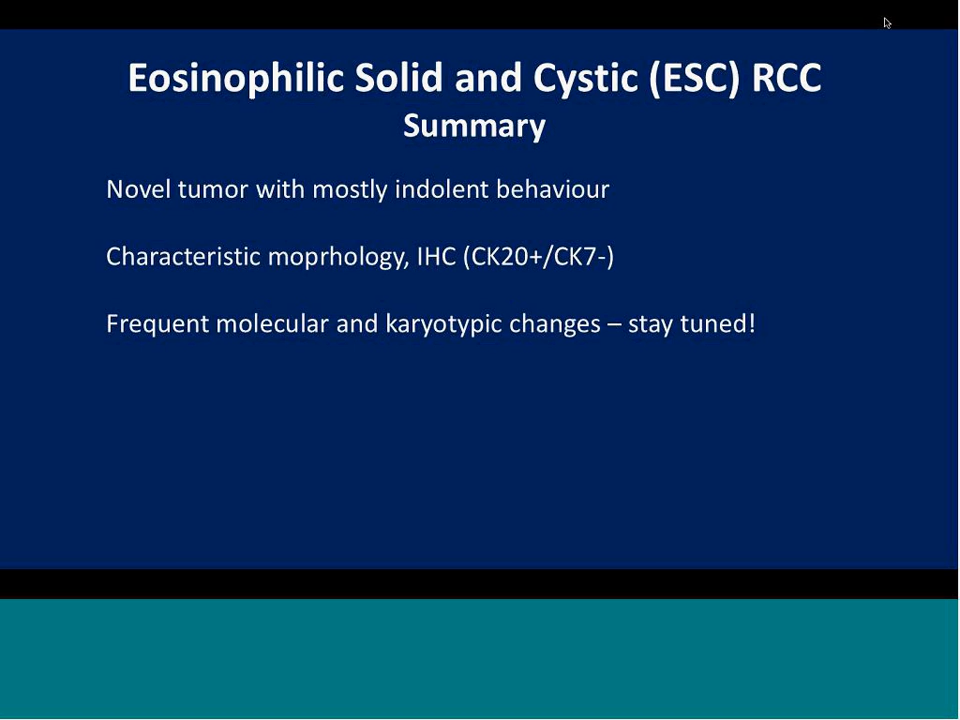 Eosinophilic Solid and Cystic (ESC) RCC
Summary
Novel tumor with mostly indolent behaviour
Characteristic moprhology, IHC (CK20+/CK7-)
Frequent molecular and karyotypic changes – stay tuned!